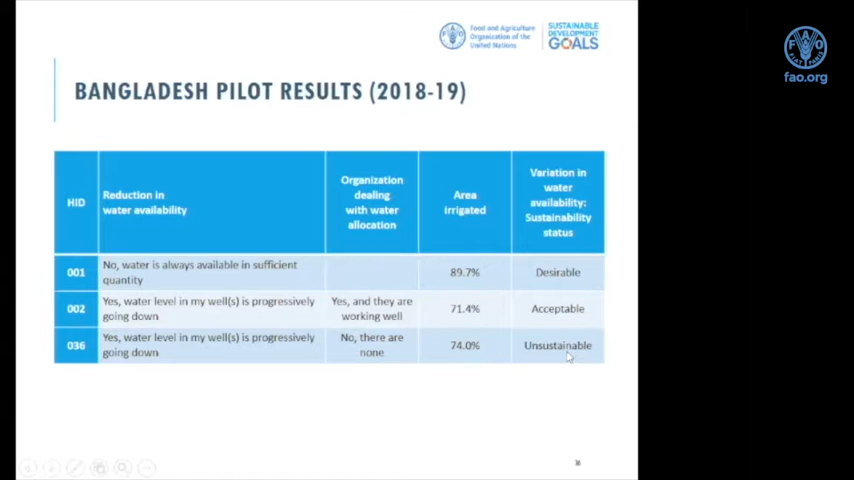 Food and Agriculture
Organization of the
United Nations
SUSTAINABLE
DEVELOPMENT
GOALS
FAO
FIAT PANIS
fao.org
BANGLADESH PILOT RESULTS (2018-19)
HID
Reduction in
water availability
Organization
dealing
with water
allocation
Area
irrigated
Variation in
water
availability:
Sustainability
status
001
No, water is always available in sufficient
quantity
89.7%
Desirable
002
Yes, water level in my well(s) is progressively
going down
Yes, and they are
working well
71.4%
Acceptable
036
Yes, water level in my well(s) is progressively
going down
No, there are
none
74.0%
Unsustainable
16